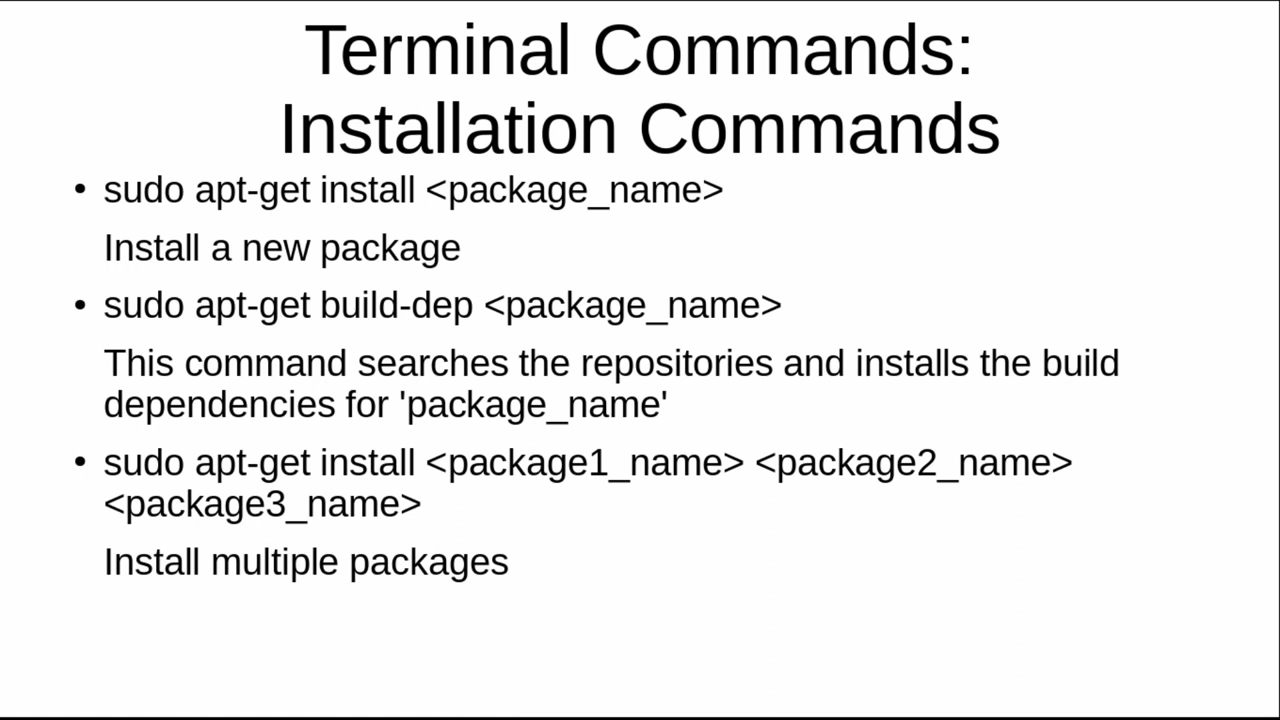 Terminal Commands:
Installation Commands
• sudo apt-get install <package_name>
Install a new package
• sudo apt-get build-dep <package_name>
This command searches the repositories and installs the build
dependencies for 'package_name'
• sudo apt-get install <package1_name> <package2_name>
<package3_name>
Install multiple packages